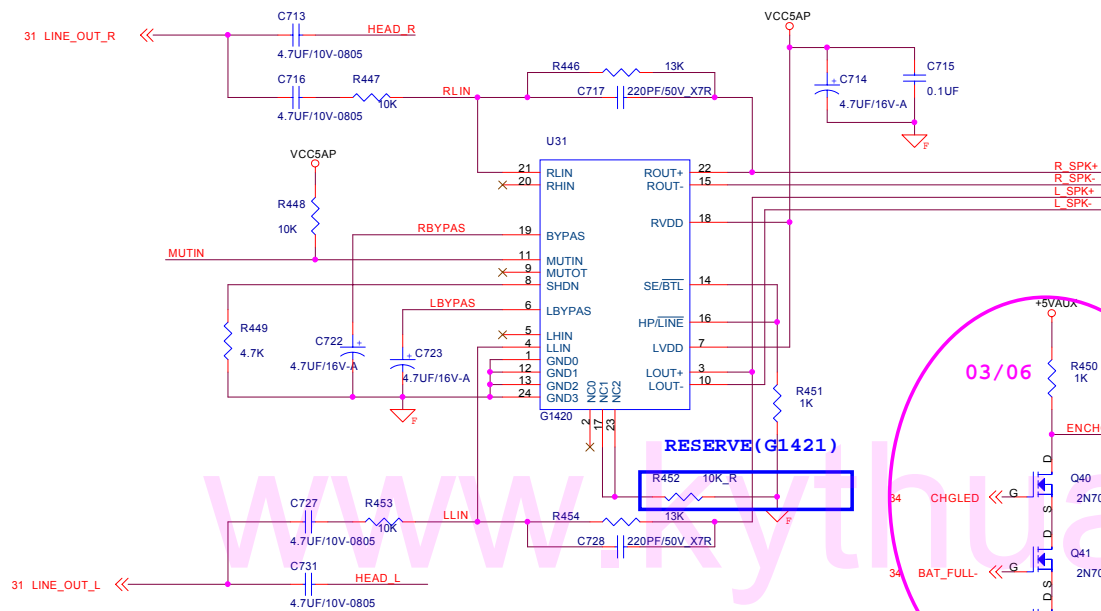 C713
HEAD_R
31 LINE_OUT_R
4.7UF/10V-0805
C716
R447
10K
4.7UF/10V-0805
RLIN
R446
13K
C717
220PF/50V_X7R
VCC5AP
C714
4.7UF/16V-A
C715
0.1UF
F
U31
VCC5AP
R448
10K
RBYPAS
MUTIN
LBYPAS
R449
4.7K
C722
4.7UF/16V-A
C723
4.7UF/16V-A
F
21 RLIN
20 RHIN
19 BYPAS
11 MUTIN
9 MUTOT
8 SHDN
6 LBYPAS
5 LHIN
4 LLIN
1 GND0
12 GND1
13 GND2
24 GND3
ROUT+ 22
ROUT- 15
RVDD 18
SE/BTL 14
HP/LINE 16
LVDD 7
LOUT+ 3
LOUT- 10
NC0 NC1 NC2
2 17 23
G1420
R_SPK+
R_SPK-
L_SPK+
L_SPK-
R451
1K
RESERVE(G1421)
R452
10K_R
F
C727
R453
10K
4.7UF/10V-0805
LLIN
R454
13K
C728
220PF/50V_X7R
C731
HEAD_L
31 LINE_OUT_L
4.7UF/10V-0805
+5VAUX
03/06
R450
1K
ENCH
D
Q40
34 CHGLED
G
2N70
S
D
Q41
34 BAT_FULL-
G
2N70
S
D
www.kythua